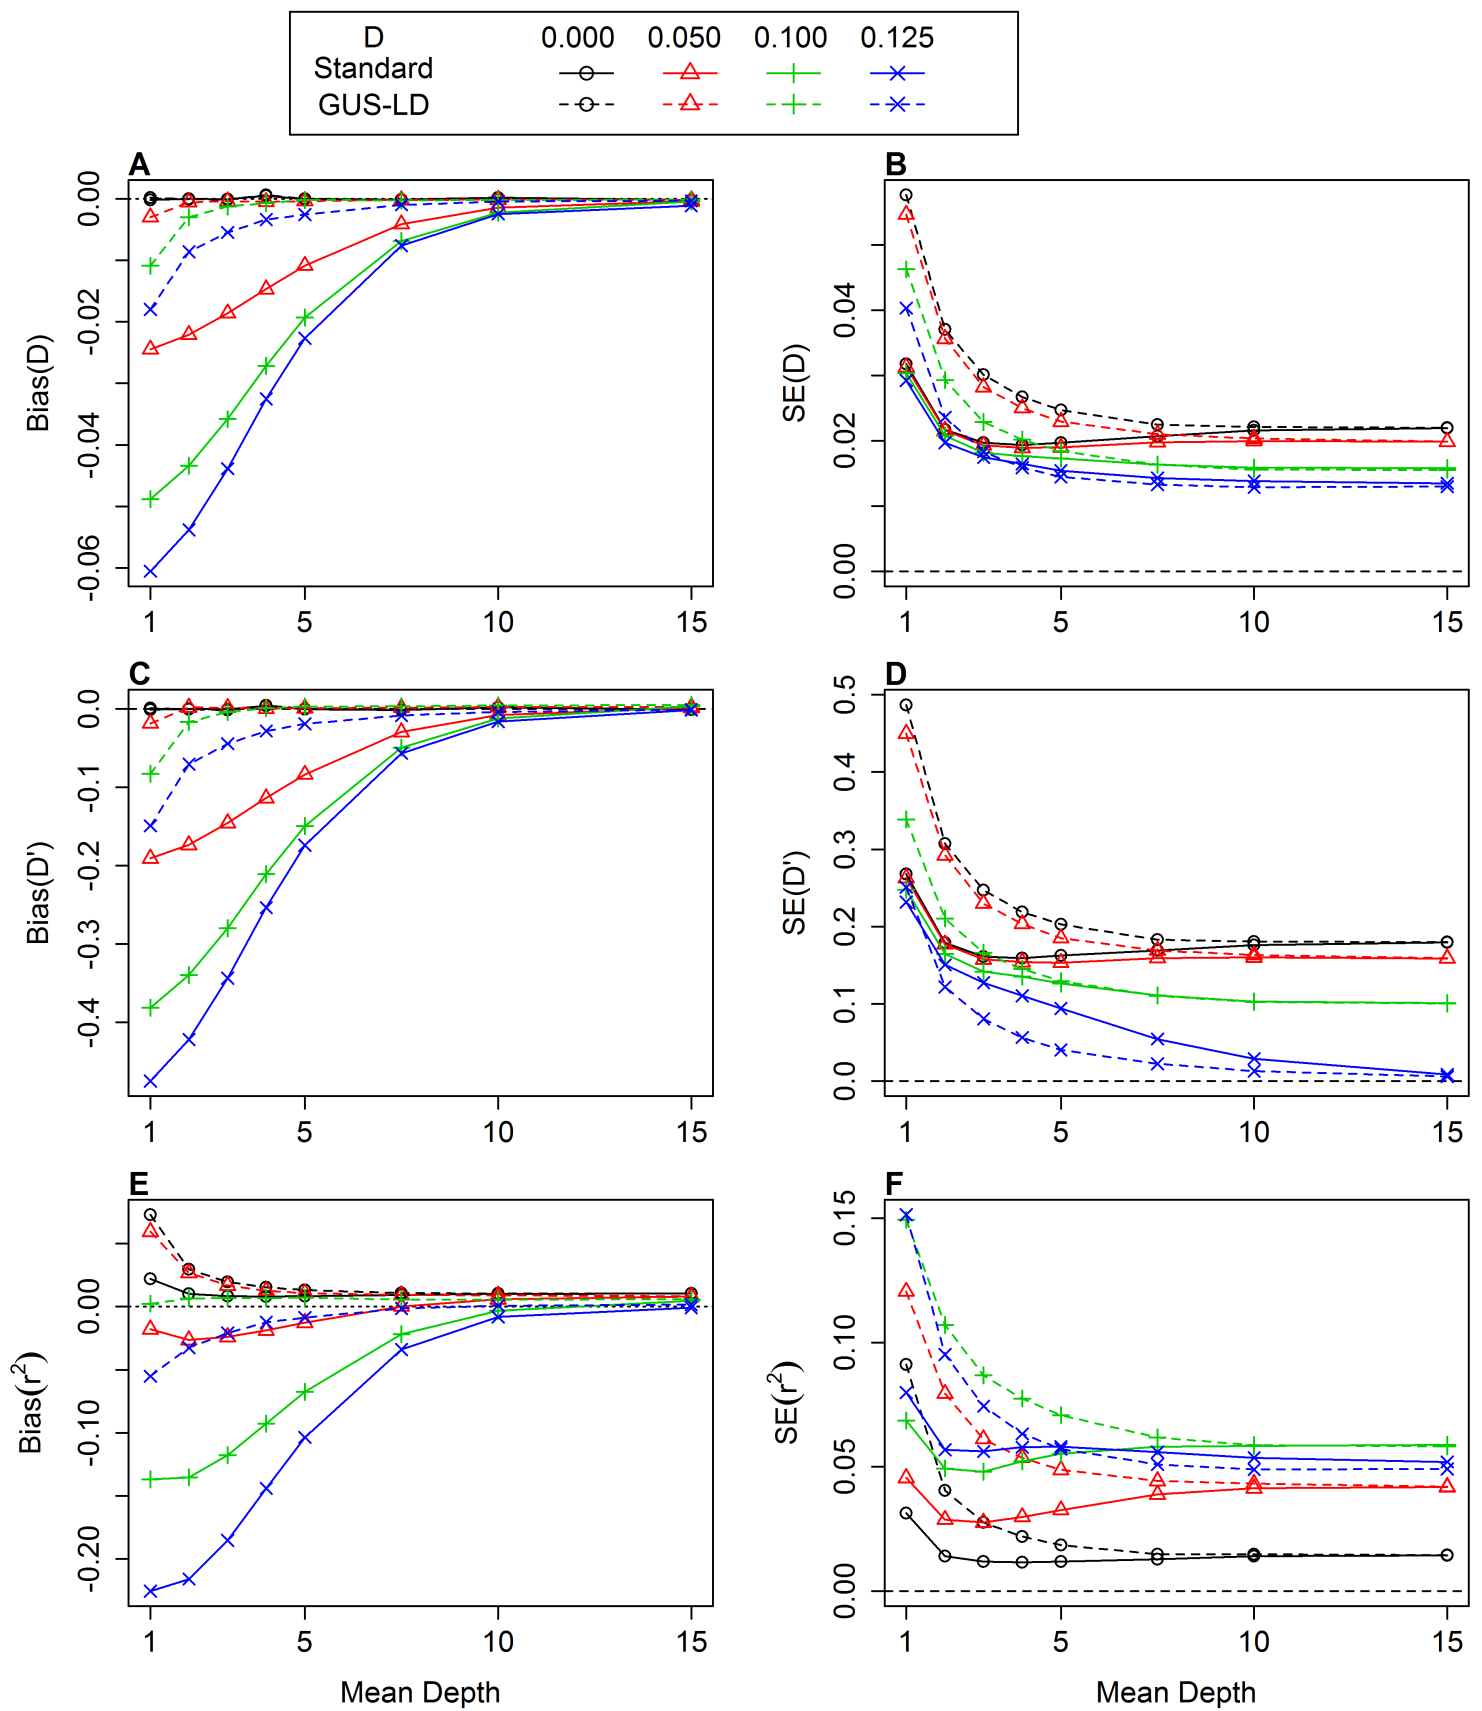 D 0.000 0.050 0.100 0.125
Standard
GUS-LD
A
Bias(D)
0.00
-0.02
-0.04
-0.06
1 5 10 15
B
SE(D)
0.04
0.02
0.00
1 5 10 15
C
Bias(D')
0.0
-0.1
-0.2
-0.3
-0.4
1 5 10 15
D
SE(D')
0.5
0.4
0.3
0.2
0.1
0.0
1 5 10 15
E
Bias(r²)
0.00
-0.10
-0.20
1 5 10 15
Mean Depth
F
SE(r²)
0.15
0.10
0.05
0.00
1 5 10 15
Mean Depth